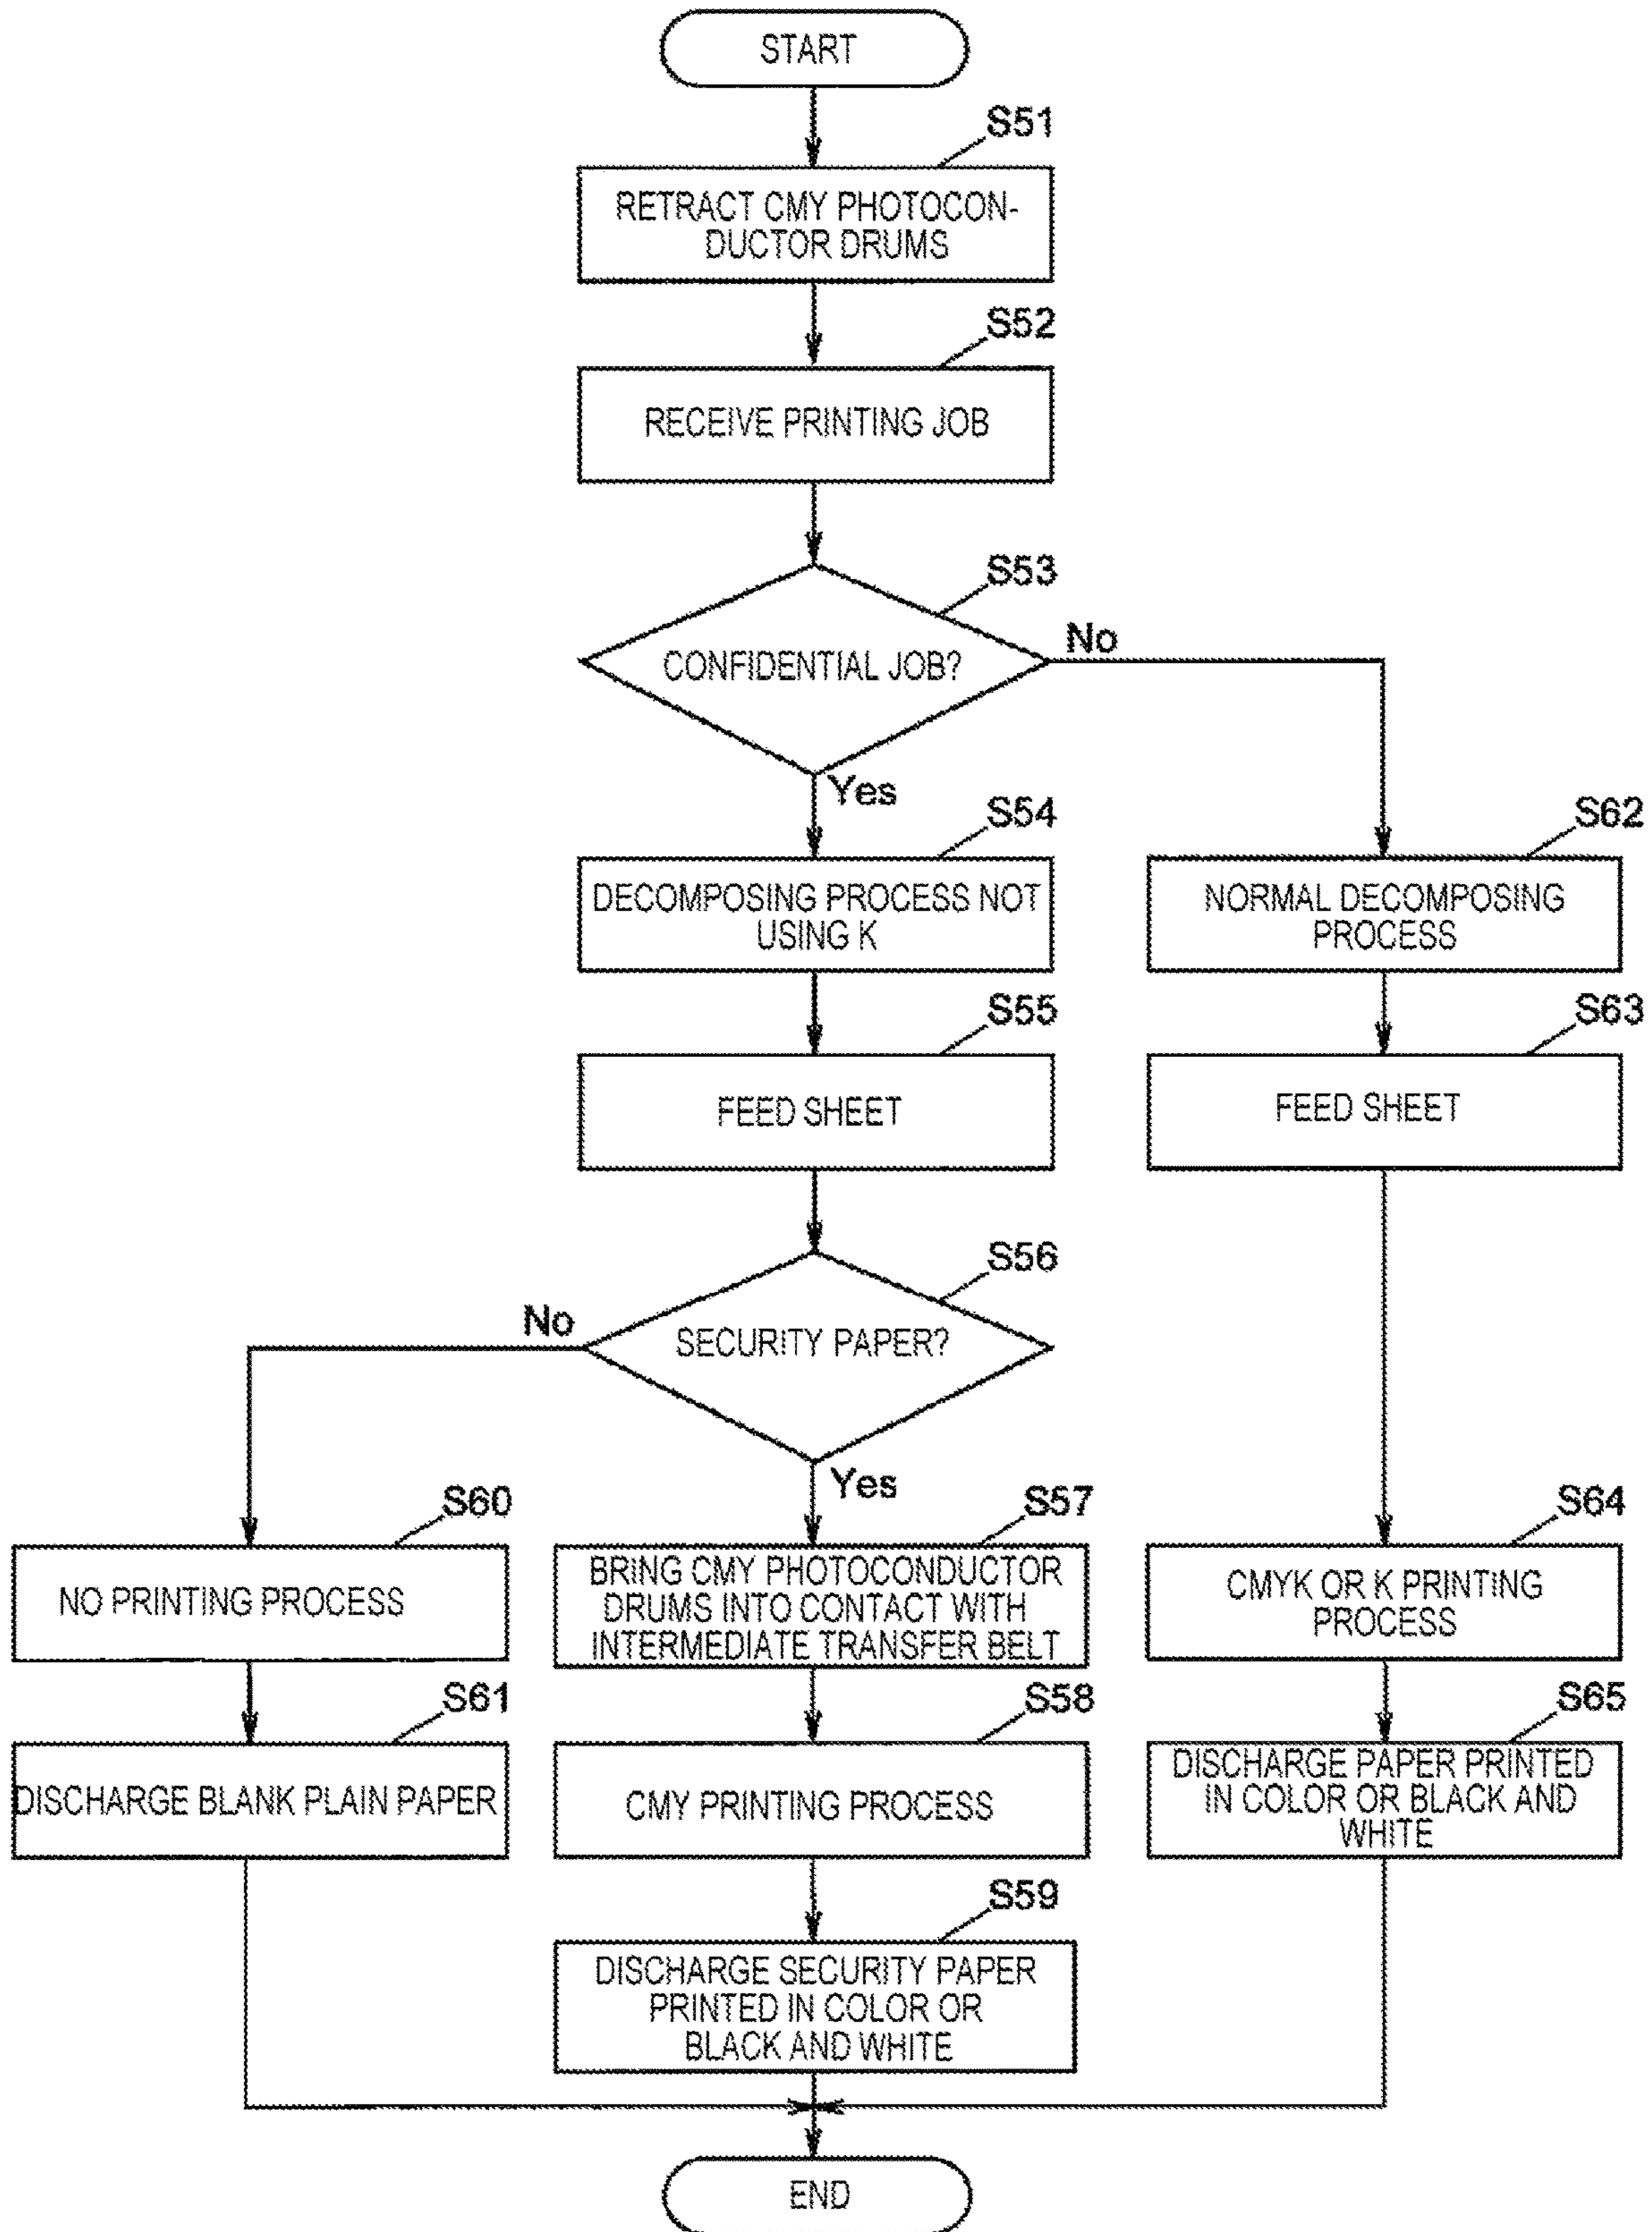 START
S51
RETRACT CMY PHOTOCON-
DUCTOR DRUMS
S52
RECEIVE PRINTING JOB
S53
CONFIDENTIAL JOB?
No
Yes
S54
DECOMPOSING PROCESS NOT
USING K
S62
NORMAL DECOMPOSING
PROCESS
S55
FEED SHEET
S63
FEED SHEET
S56
SECURITY PAPER?
No
Yes
S60
NO PRINTING PROCESS
S57
BRING CMY PHOTOCONDUCTOR
DRUMS INTO CONTACT WITH
INTERMEDIATE TRANSFER BELT
S64
CMYK OR K PRINTING
PROCESS
S61
DISCHARGE BLANK PLAIN PAPER
S58
CMY PRINTING PROCESS
S65
DISCHARGE PAPER PRINTED
IN COLOR OR BLACK AND
WHITE
S59
DISCHARGE SECURITY PAPER
PRINTED IN COLOR OR
BLACK AND WHITE
END